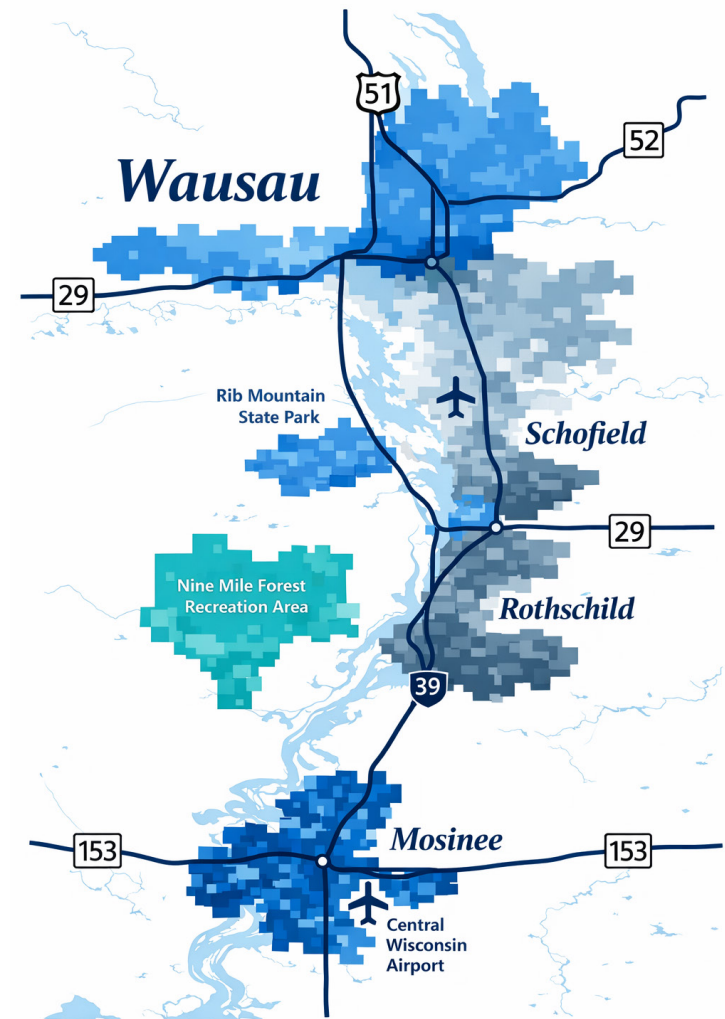 51
52
Wausau
29
Rib Mountain
State Park
Schofield
29
Nine Mile Forest
Recreation Area
Rothschild
39
Mosinee
153
153
Central
Wisconsin
Airport